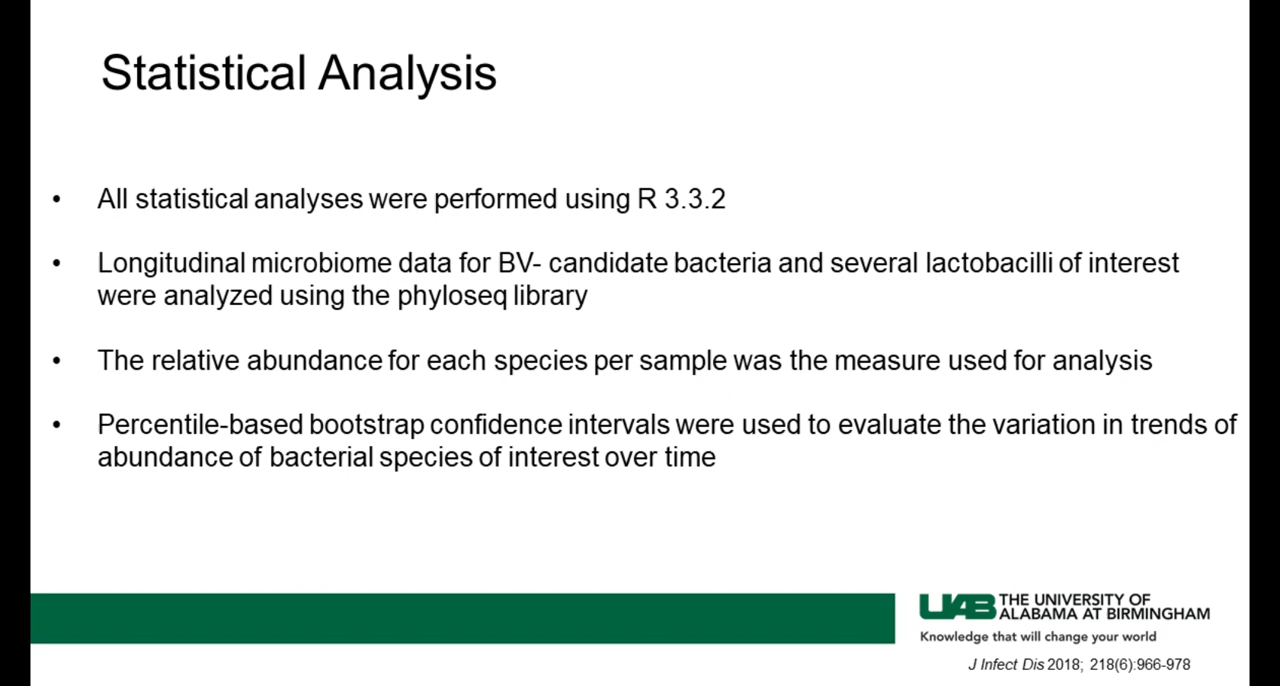 Statistical Analysis
• All statistical analyses were performed using R 3.3.2
• Longitudinal microbiome data for BV- candidate bacteria and several lactobacilli of interest
were analyzed using the phyloseq library
• The relative abundance for each species per sample was the measure used for analysis
• Percentile-based bootstrap confidence intervals were used to evaluate the variation in trends of
abundance of bacterial species of interest over time
UAB THE UNIVERSITY OF
ALABAMA AT BIRMINGHAM
Knowledge that will change your world
J Infect Dis 2018; 218(6):966-978